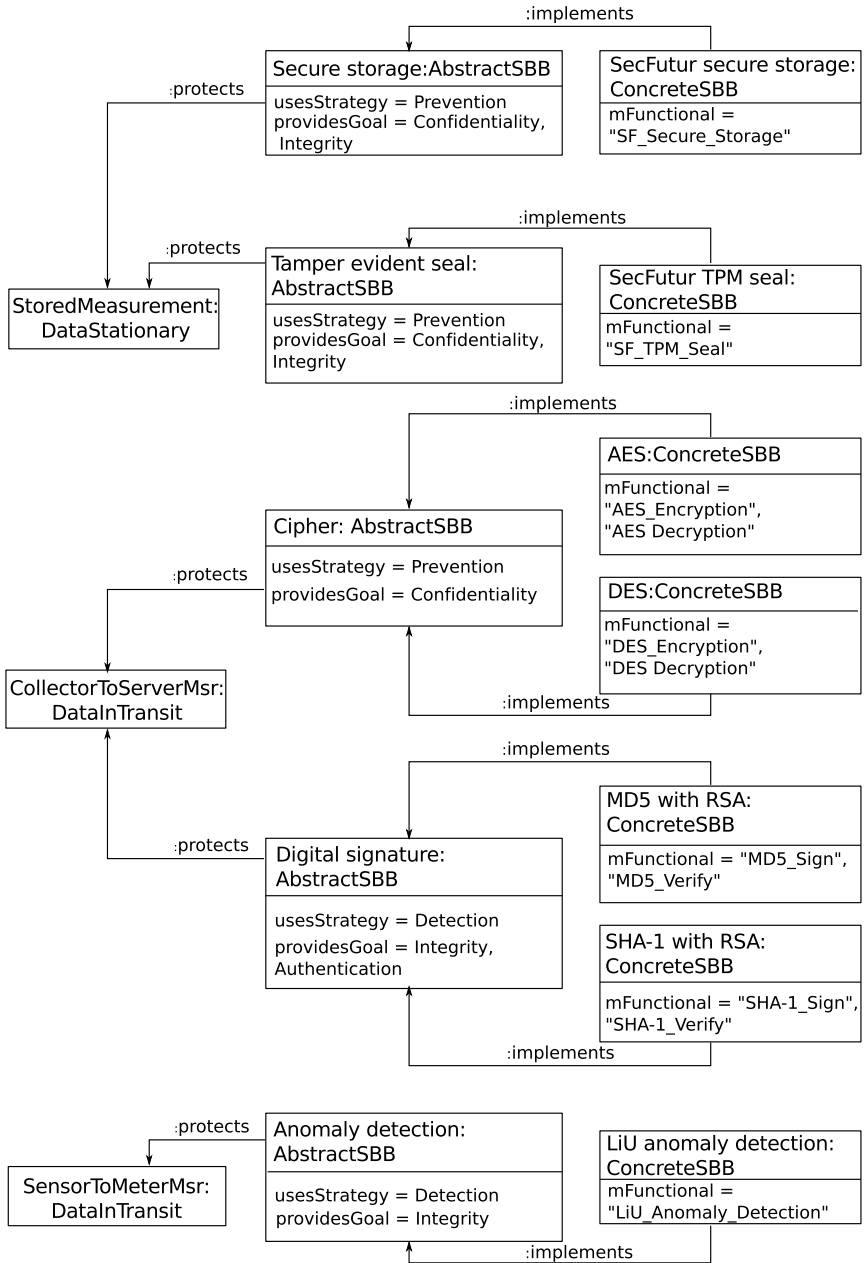 :implements
Secure storage:AbstractSBB
usesStrategy = Prevention
providesGoal = Confidentiality,
Integrity
SecFutur secure storage:
ConcreteSBB
mFunctional =
"SF_Secure_Storage"
:protects
:implements
:protects
Tamper evident seal:
AbstractSBB
usesStrategy = Prevention
providesGoal = Confidentiality,
Integrity
SecFutur TPM seal:
ConcreteSBB
mFunctional =
"SF_TPM_Seal"
StoredMeasurement:
DataStationary
:implements
AES:ConcreteSBB
mFunctional =
"AES_Encryption",
"AES Decryption"
Cipher: AbstractSBB
usesStrategy = Prevention
providesGoal = Confidentiality
:protects
DES:ConcreteSBB
mFunctional =
"DES_Encryption",
"DES Decryption"
:implements
CollectorToServerMsr:
DataInTransit
:implements
MD5 with RSA:
ConcreteSBB
mFunctional = "MD5_Sign",
"MD5_Verify"
:protects
Digital signature:
AbstractSBB
usesStrategy = Detection
providesGoal = Integrity,
Authentication
SHA-1 with RSA:
ConcreteSBB
mFunctional = "SHA-1_Sign",
"SHA-1_Verify"
:implements
:protects
Anomaly detection:
AbstractSBB
usesStrategy = Detection
providesGoal = Integrity
LiU anomaly detection:
ConcreteSBB
mFunctional =
"LiU_Anomaly_Detection"
SensorToMeterMsr:
DataInTransit
:implements